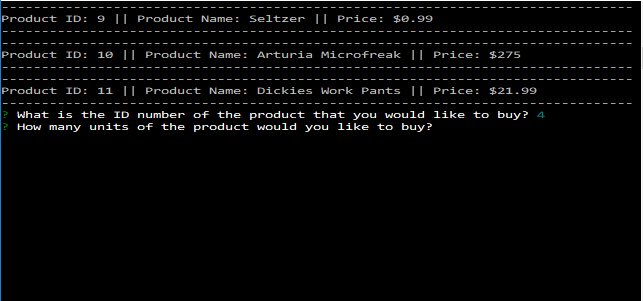 --------------------------------------------------------------------------------
Product ID: 9 || Product Name: Seltzer || Price: $0.99
--------------------------------------------------------------------------------
--------------------------------------------------------------------------------
Product ID: 10 || Product Name: Arturia Microfreak || Price: $275
--------------------------------------------------------------------------------
--------------------------------------------------------------------------------
Product ID: 11 || Product Name: Dickies Work Pants || Price: $21.99
--------------------------------------------------------------------------------
? What is the ID number of the product that you would like to buy? 4
? How many units of the product would you like to buy?